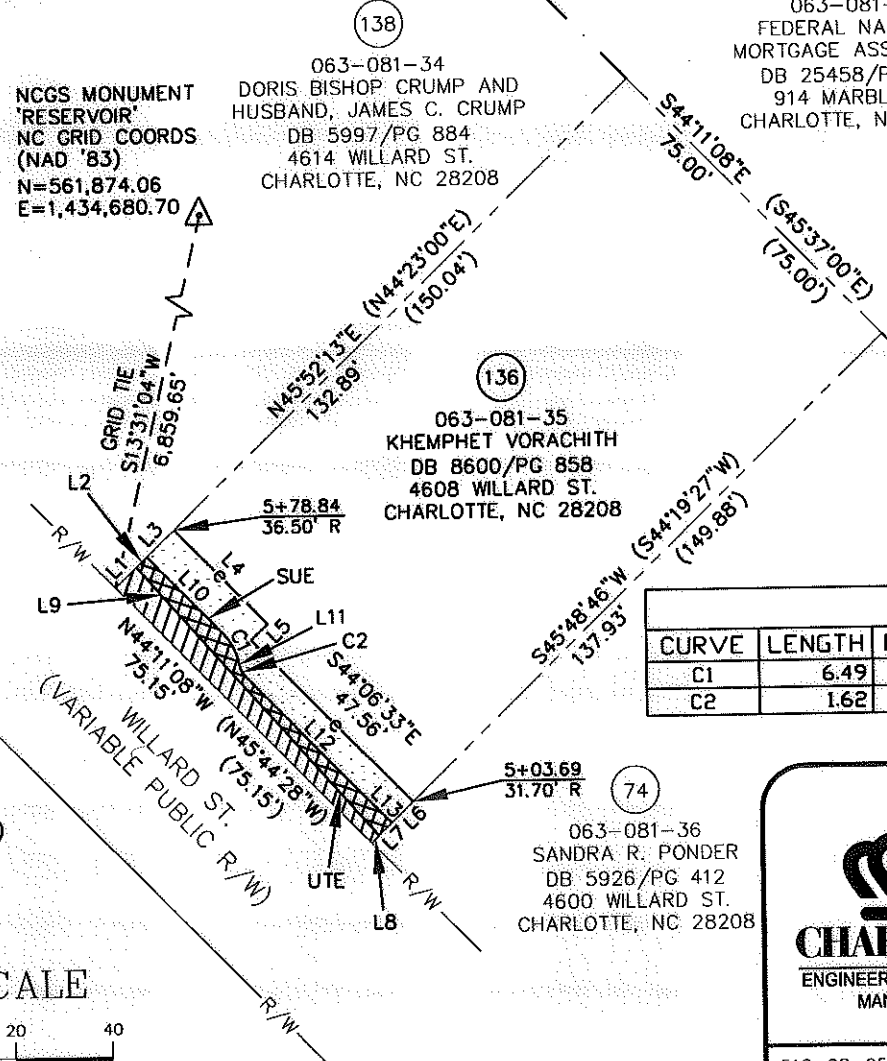 138
063-081-34
DORIS BISHOP CRUMP AND
HUSBAND, JAMES C. CRUMP
DB 5997/PG 884
4614 WILLARD ST.
CHARLOTTE, NC 28208
063-081-
FEDERAL NA
MORTGAGE ASS
DB 25458/P
914 MARBL
CHARLOTTE, N
NCGS MONUMENT
'RESERVOIR'
NC GRID COORDS
(NAD '83)
N=561,874.06
E=1,434,680.70
S44°11'08"E (S45°37'00"E)
75.00' (75.00')
N45°52'13"E (N44°23'00"E)
132.89' (150.04')
GRID TIE
S13°31'04"W
6,859.65'
136
063-081-35
KHEMPHET VORACHITH
DB 8600/PG 858
4608 WILLARD ST.
CHARLOTTE, NC 28208
S45°48'46"W (S44°19'27"W)
137.93' (149.88')
L2
L3
5+78.84
36.50' R
R/W
L1
L4
e
L10
SUE
L9
L5
L11
C2
S44°06'33"E
47.56'
e
N44°11'08"W (N45°44'28"W)
75.15' (75.15')
L12
WILLARD ST.
(VARIABLE PUBLIC R/W)
L13
L7 L6
5+03.69
31.70' R
UTE
L8
R/W
R/W
74
063-081-36
SANDRA R. PONDER
DB 5926/PG 412
4600 WILLARD ST.
CHARLOTTE, NC 28208
CURVE LENGTH
C1 6.49
C2 1.62
CHAR
ENGINEER
MAN
CALE
20 40